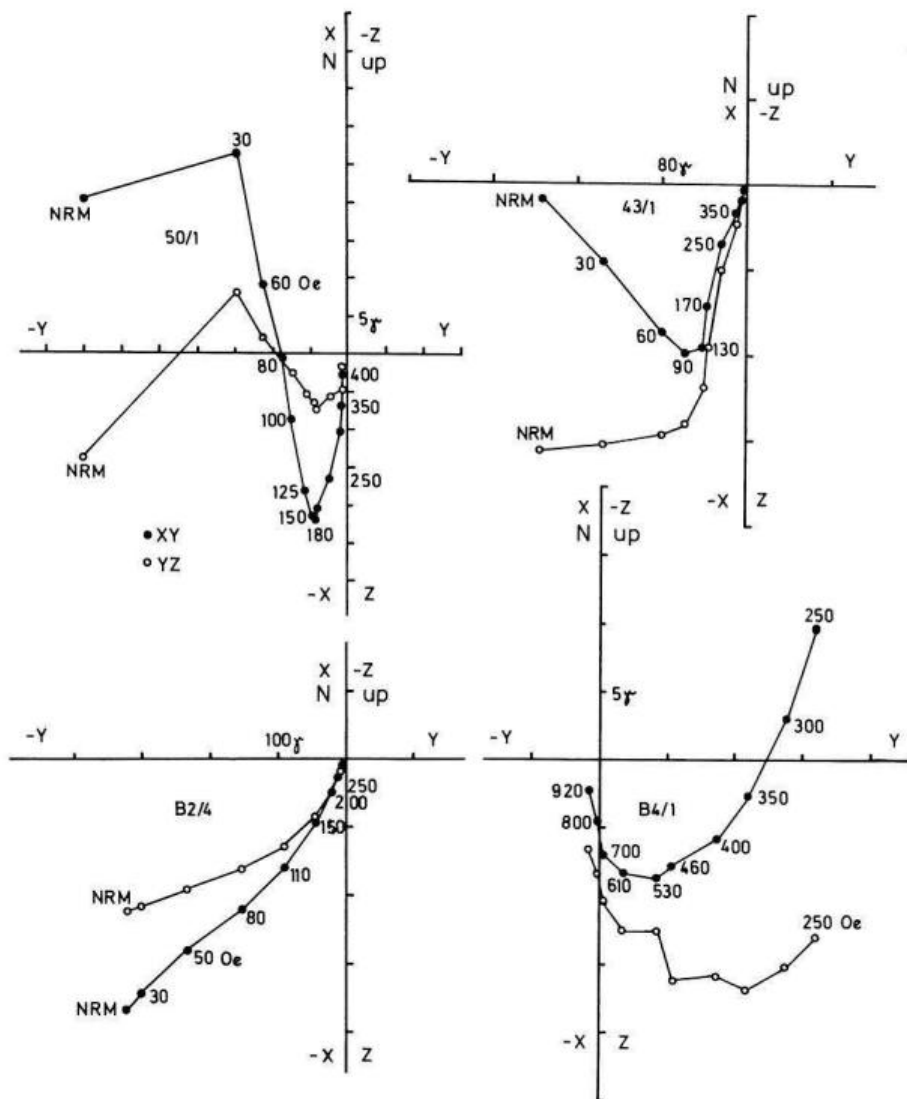 X -Z
N up
30
NRM
50/1
60 Oe
-Y
Y
5γ
80
400
350
100
NRM
250
125
150
180
● XY
○ YZ
-X Z
N up
X -Z
-Y
80γ
Y
NRM
43/1
350
250
30
170
60
90
130
NRM
-X Z
X -Z
N up
-Y
100γ
Y
250
200
B2/4
150
NRM
110
80
50 Oe
NRM
30
-X Z
X -Z
N up
250
5γ
300
-Y
Y
920
B4/1
350
800
400
700
460
610
530
250 Oe
-X Z